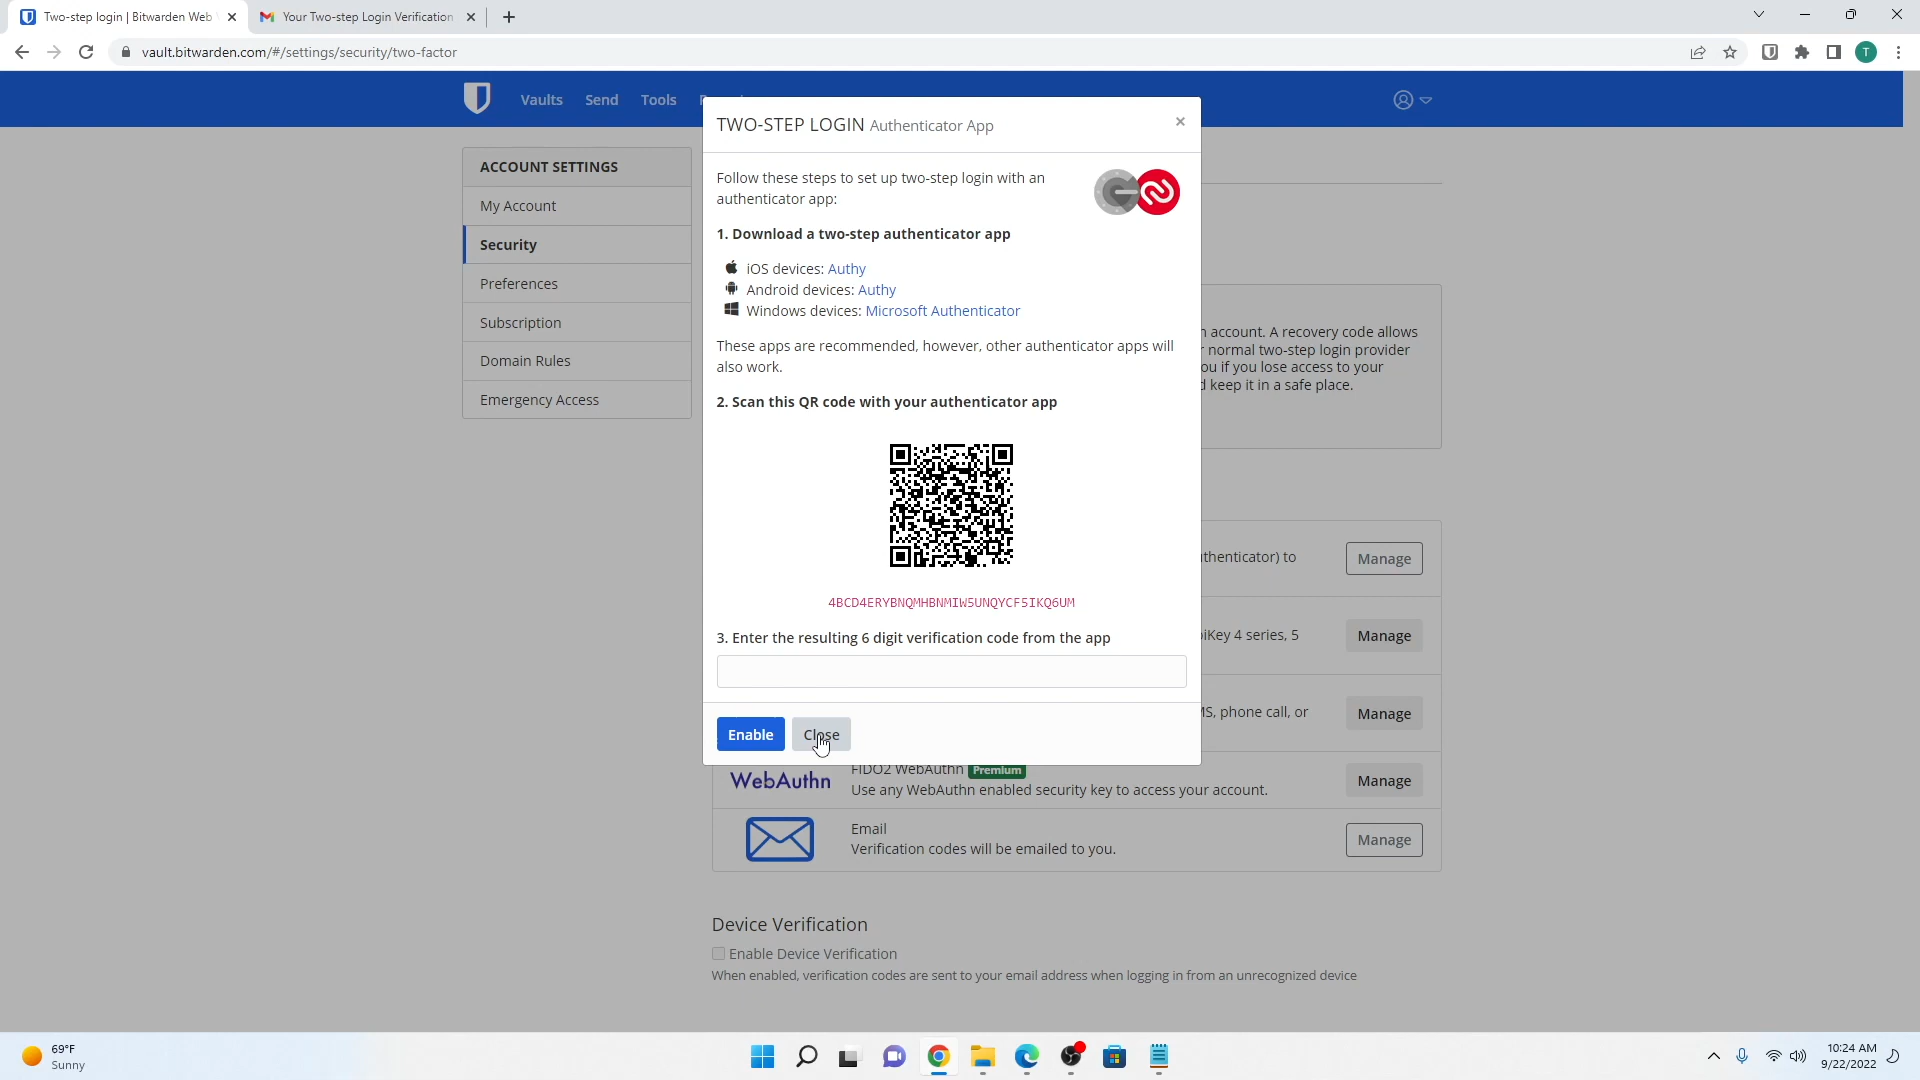 Two-step login | Bitwarden Web
Your Two-step Login Verification
vault.bitwarden.com/#/settings/security/two-factor
T
Vaults
Send
Tools
TWO-STEP LOGIN Authenticator App
ACCOUNT SETTINGS
My Account
Security
Preferences
Subscription
Domain Rules
Emergency Access
Follow these steps to set up two-step login with an
authenticator app:
1. Download a two-step authenticator app
iOS devices: Authy
Android devices: Authy
Windows devices: Microsoft Authenticator
These apps are recommended, however, other authenticator apps will
also work.
2. Scan this QR code with your authenticator app
4BCD4ERYBNQMHBNMIW5UNQYCF5IKQ6UM
3. Enter the resulting 6 digit verification code from the app
Enable
Close
account. A recovery code allows
normal two-step login provider
if you lose access to your
keep it in a safe place.
to
Manage
4 series, 5
Manage
phone call, or
Manage
WebAuthn
FIDO2 WebAuthn Premium
Use any WebAuthn enabled security key to access your account.
Manage
Email
Verification codes will be emailed to you.
Manage
Device Verification
Enable Device Verification
When enabled, verification codes are sent to your email address when logging in from an unrecognized device
69°F
Sunny
10:24 AM
9/22/2022